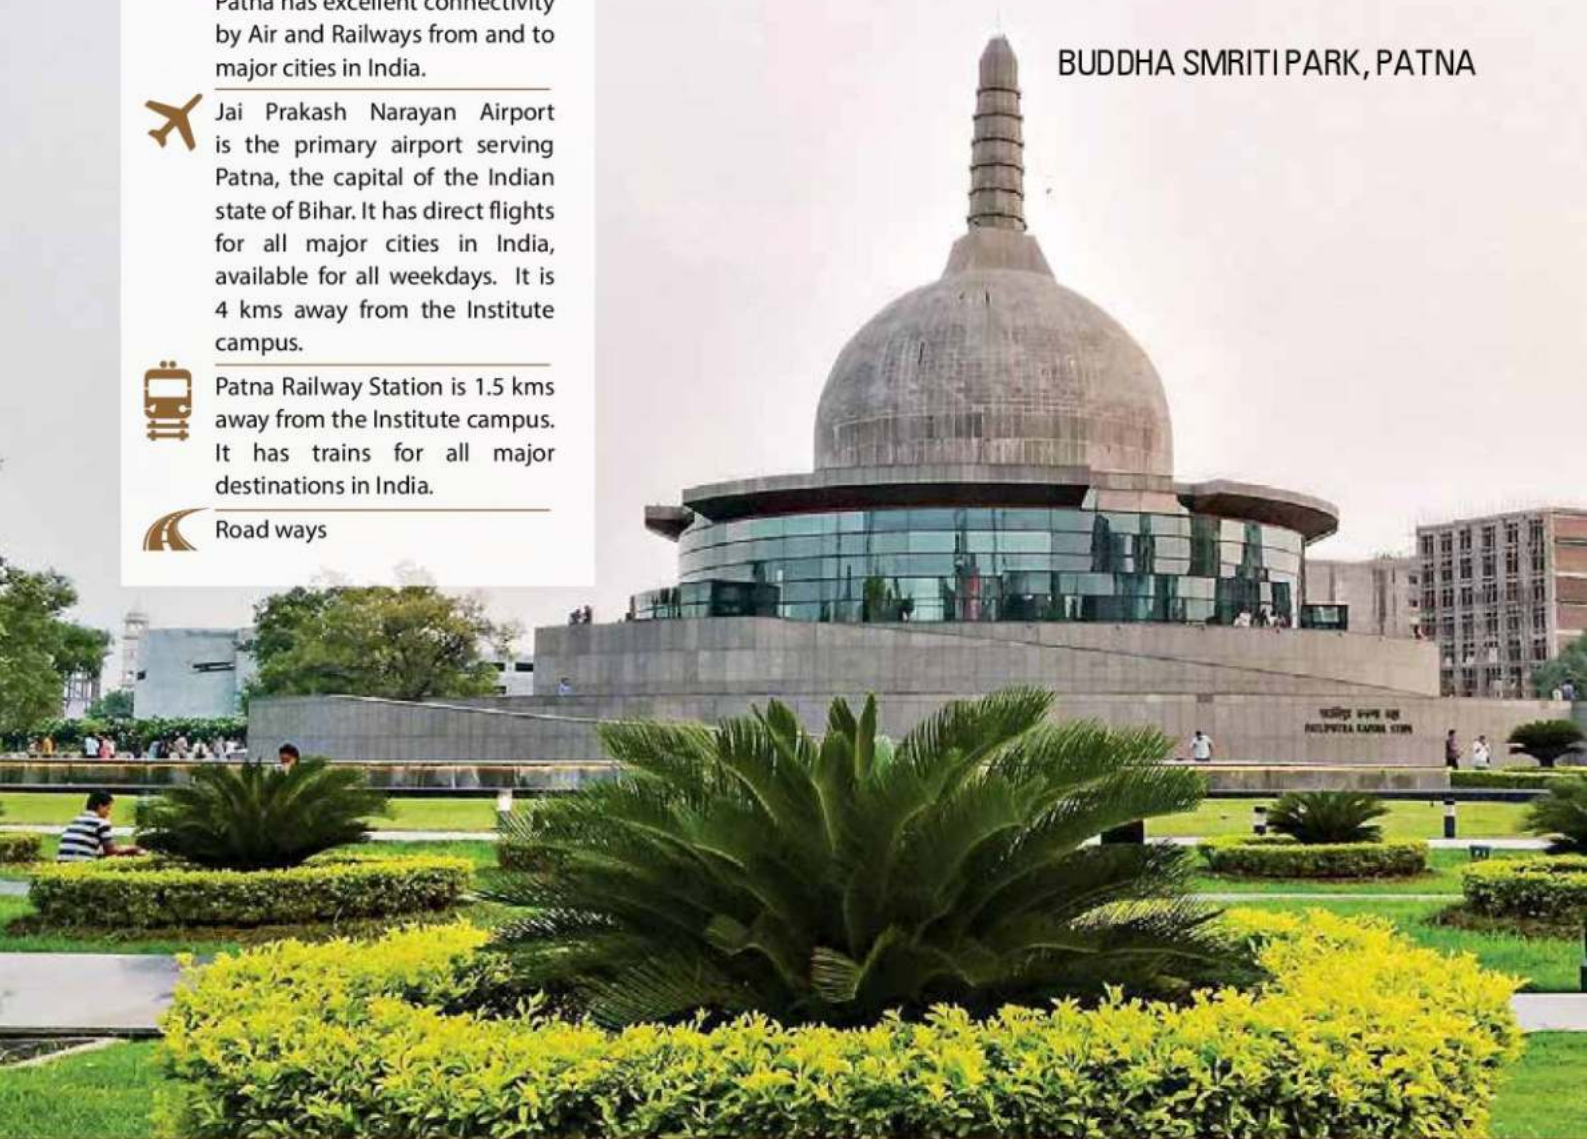 Patna has excellent connectivity
by Air and Railways from and to
major cities in India.
Jai Prakash Narayan Airport
is the primary airport serving
Patna, the capital of the Indian
state of Bihar. It has direct flights
for all major cities in India,
available for all weekdays. It is
4 kms away from the Institute
campus.
Patna Railway Station is 1.5 kms
away from the Institute campus.
It has trains for all major
destinations in India.
Road ways
BUDDHA SMRITI PARK, PATNA